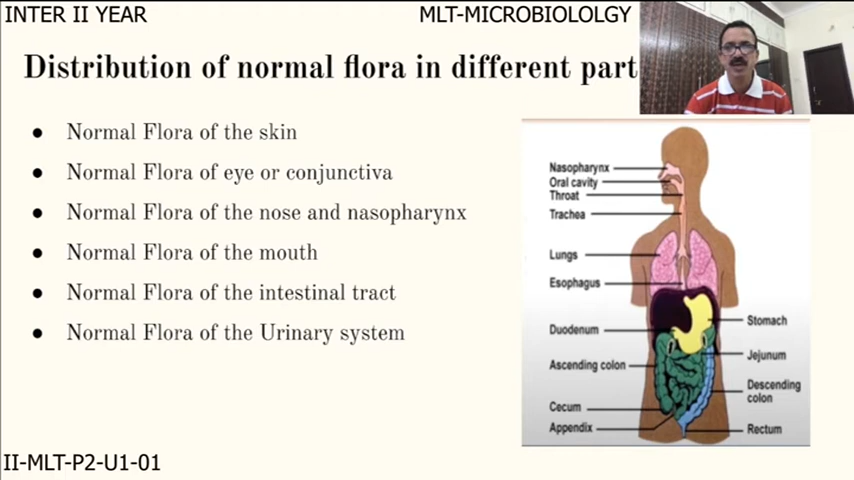 INTER II YEAR
MLT-MICROBIOLOLGY
Distribution of normal flora in different part
● Normal Flora of the skin
● Normal Flora of eye or conjunctiva
● Normal Flora of the nose and nasopharynx
● Normal Flora of the mouth
● Normal Flora of the intestinal tract
● Normal Flora of the Urinary system
Nasopharynx
Oral cavity
Throat
Trachea
Lungs
Esophagus
Duodenum
Ascending colon
Cecum
Appendix
Stomach
Jejunum
Descending
colon
Rectum
II-MLT-P2-U1-01